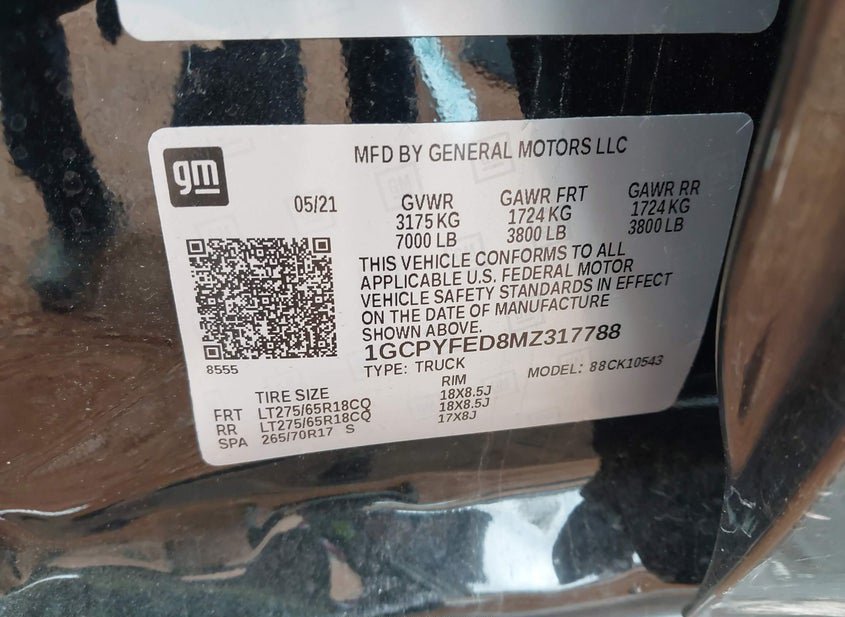 gm
MFD BY GENERAL MOTORS LLC
05/21
GVWR GAWR FRT GAWR RR
3175 KG 1724 KG 1724 KG
7000 LB 3800 LB 3800 LB
THIS VEHICLE CONFORMS TO ALL
APPLICABLE U.S. FEDERAL MOTOR
VEHICLE SAFETY STANDARDS IN EFFECT
ON THE DATE OF MANUFACTURE
SHOWN ABOVE.
1GCPYFED8MZ317788
8555
TYPE: TRUCK MODEL: 88CK10543
TIRE SIZE RIM
FRT LT275/65R18CQ 18X8.5J
RR LT275/65R18CQ 18X8.5J
SPA 265/70R17 S 17X8J